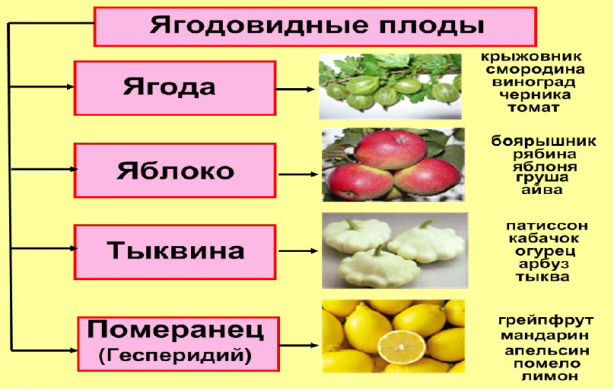 Ягодовидные плоды
Ягода
крыжовник
смородина
виноград
черника
томат
Яблоко
боярышник
рябина
яблоня
груша
айва
Тыквина
патиссон
кабачок
огурец
арбуз
тыква
Померанец
(Гесперидий)
грейпфрут
мандарин
апельсин
помело
лимон